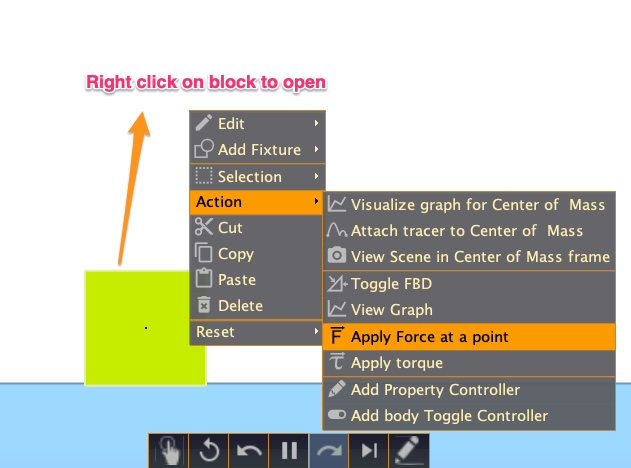 Right click on block to open
Edit
Add Fixture
Selection
Action
Cut
Copy
Paste
Delete
Reset
Visualize graph for Center of Mass
Attach tracer to Center of Mass
View Scene in Center of Mass frame
Toggle FBD
View Graph
F Apply Force at a point
τ Apply torque
Add Property Controller
Add body Toggle Controller